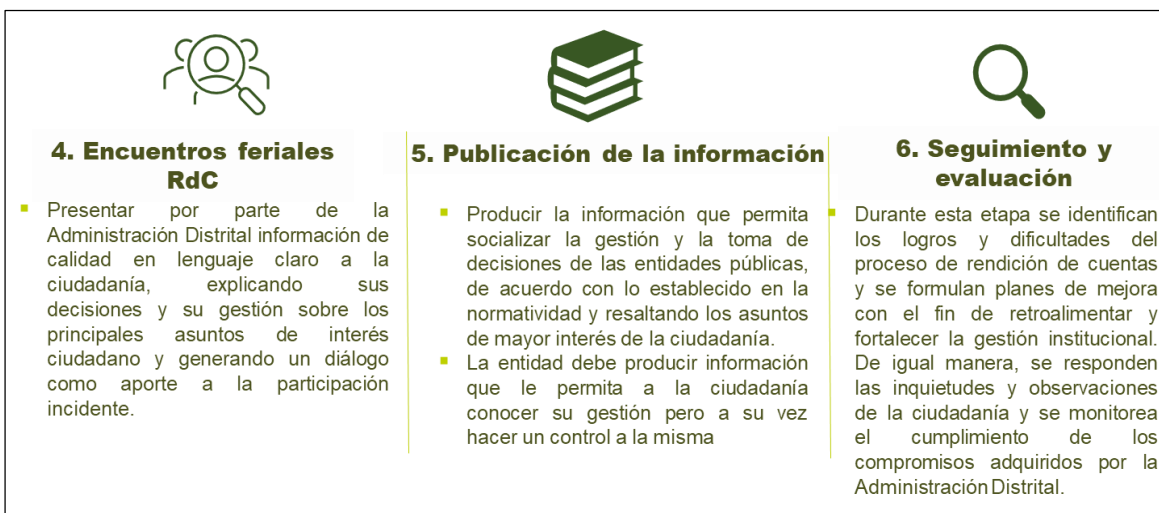 4. Encuentros feriales
RdC
Presentar por parte de la
Administración Distrital información de
calidad en lenguaje claro a la
ciudadanía, explicando sus
decisiones y su gestión sobre los
principales asuntos de interés
ciudadano y generando un diálogo
como aporte a la participación
incidente.
5. Publicación de la información
Producir la información que permita
socializar la gestión y la toma de
decisiones de las entidades públicas,
de acuerdo con lo establecido en la
normatividad y resaltando los asuntos
de mayor interés de la ciudadanía.
La entidad debe producir información
que le permita a la ciudadanía
conocer su gestión pero a su vez
hacer un control a la misma
6. Seguimiento y
evaluación
Durante esta etapa se identifican
los logros y dificultades del
proceso de rendición de cuentas
y se formulan planes de mejora
con el fin de retroalimentar y
fortalecer la gestión institucional.
De igual manera, se responden
las inquietudes y observaciones
de la ciudadanía y se monitorea
el cumplimiento de los
compromisos adquiridos por la
Administración Distrital.